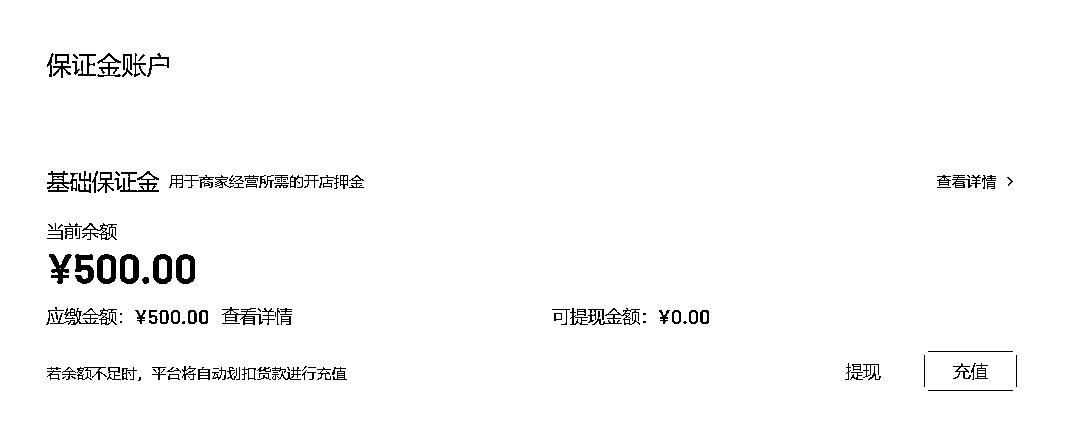 保证金账户
基础保证金 用于商家经营所需的开店押金 查看详情 >
当前余额
¥500.00
应缴金额：¥500.00 查看详情 可提现金额：¥0.00
若余额不足时，平台将自动划扣货款进行充值 提现 充值